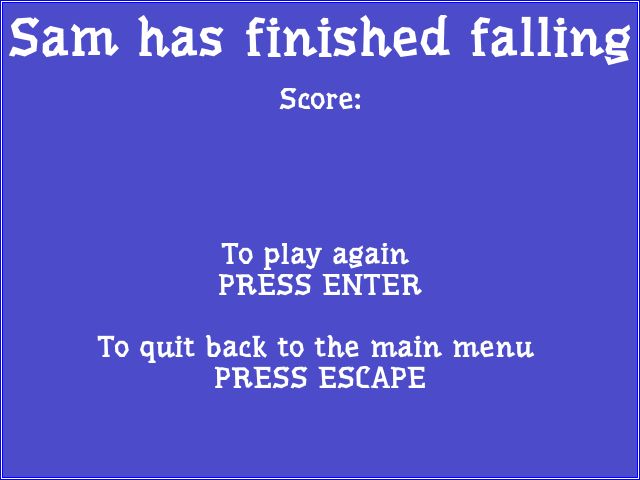 Sam has finished falling
Score:
To play again
PRESS ENTER
To quit back to the main menu
PRESS ESCAPE